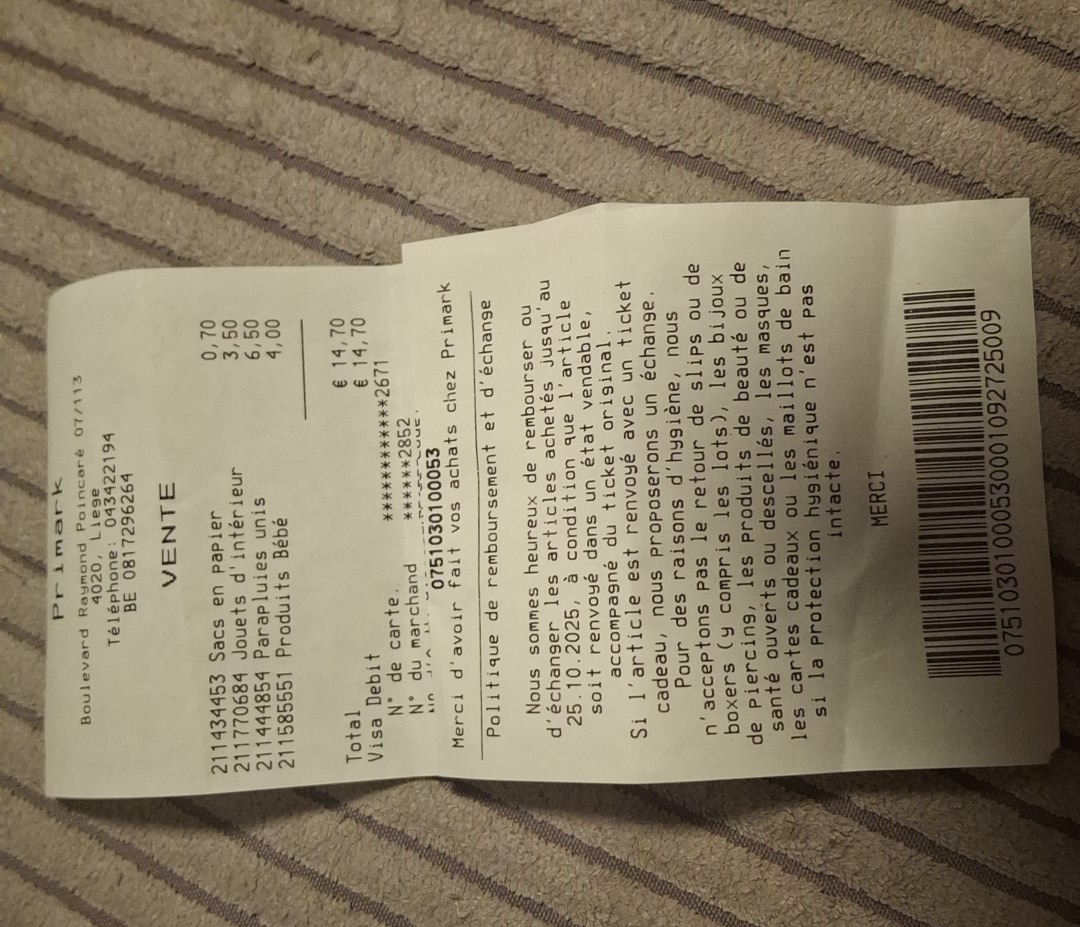 Primark
Boulevard Raymond Poincaré 07/113
4020, Liege
Téléphone: 043422194
BE 0817296264
VENTE
211434453 Sacs en papier 0,70
211770684 Jouets d'intérieur 3,50
211444854 Parapluies unis 6,50
211585551 Produits Bébé 4,00
Total € 14,70
Visa Debit € 14,70
N° de carte. ************2671
N° du marchand ******2852
0751030100053
Merci d'avoir fait vos achats chez Primark
Politique de remboursement et d'échange
Nous sommes heureux de rembourser ou
d'échanger les articles achetés jusqu'au
25.10.2025, à condition que l'article
soit renvoyé dans un état vendable,
accompagné du ticket original.
Si l'article est renvoyé avec un ticket
cadeau, nous proposerons un échange.
Pour des raisons d'hygiène, nous
n'acceptons pas le retour de slips ou de
boxers (y compris les lots), les bijoux
de piercing, les produits de beauté ou de
santé ouverts ou descellés, les masques,
les cartes cadeaux ou les maillots de bain
si la protection hygiénique n'est pas
intacte.
MERCI
07510301000530001092725009